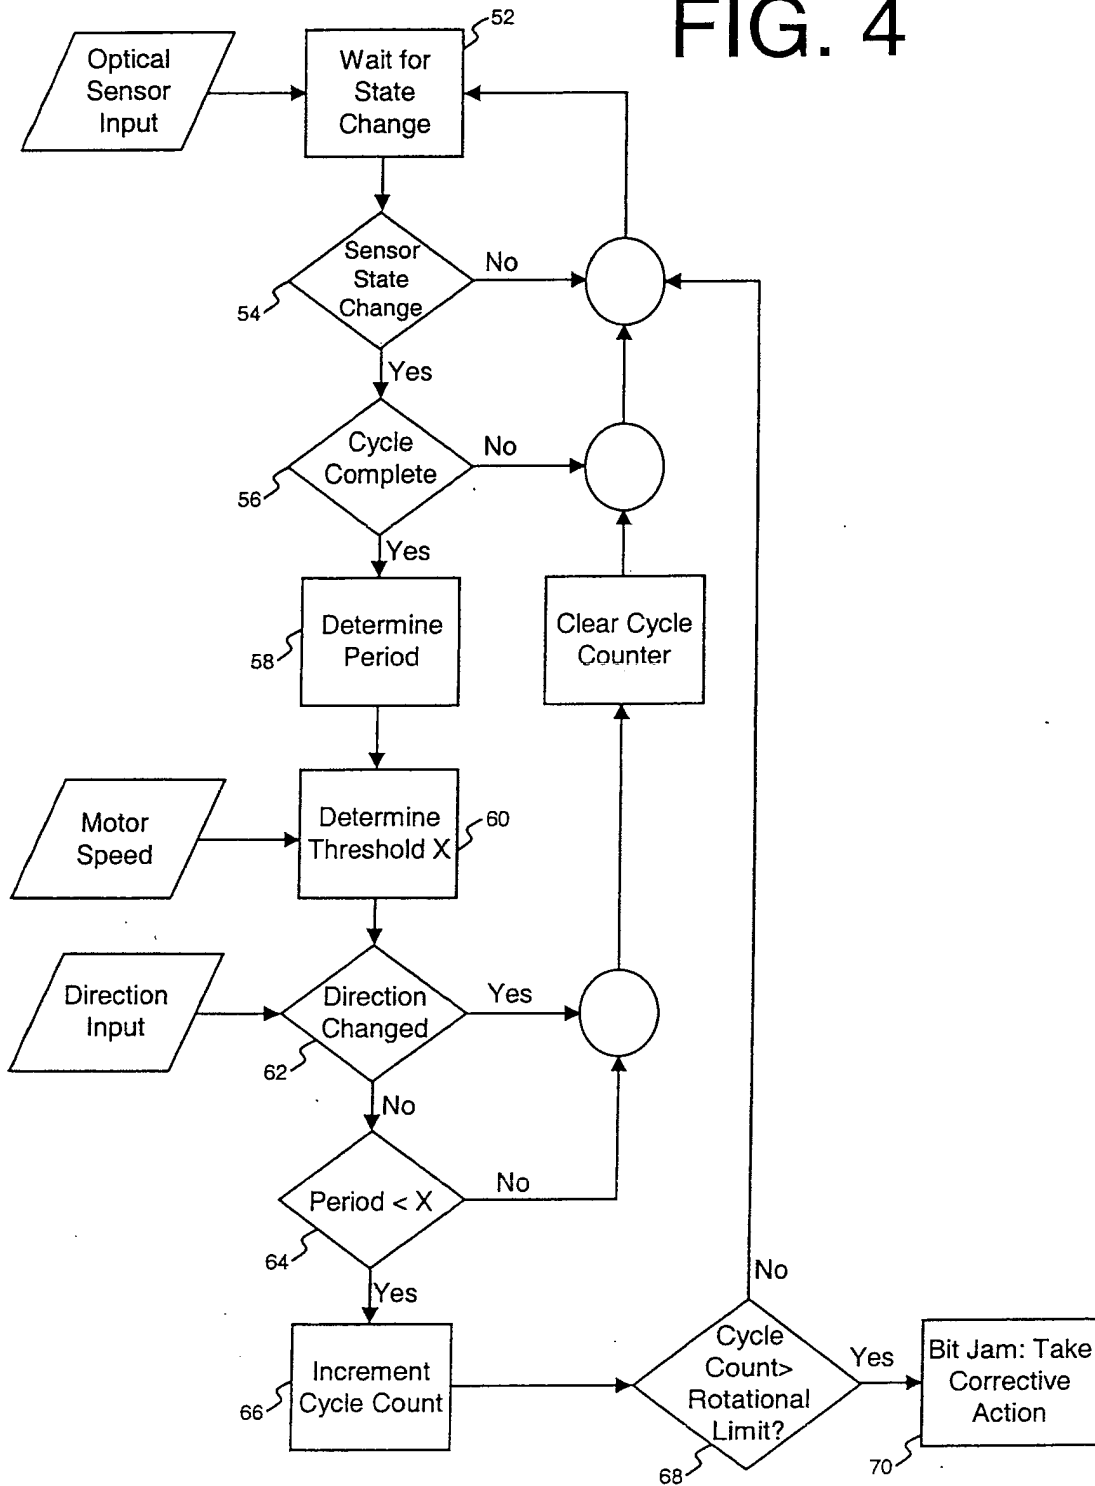 FIG. 4
52
Optical
Sensor
Input
Wait for
State
Change
Sensor
State
Change
No
54
Yes
Cycle
Complete
No
56
Yes
Determine
Period
58
Clear Cycle
Counter
Motor
Speed
Determine
Threshold X
60
Direction
Input
Direction
Changed
Yes
62
No
Period < X
No
64
Yes
Increment
Cycle Count
66
No
Cycle
Count>
Rotational
Limit?
68
Yes
Bit Jam: Take
Corrective
Action
70